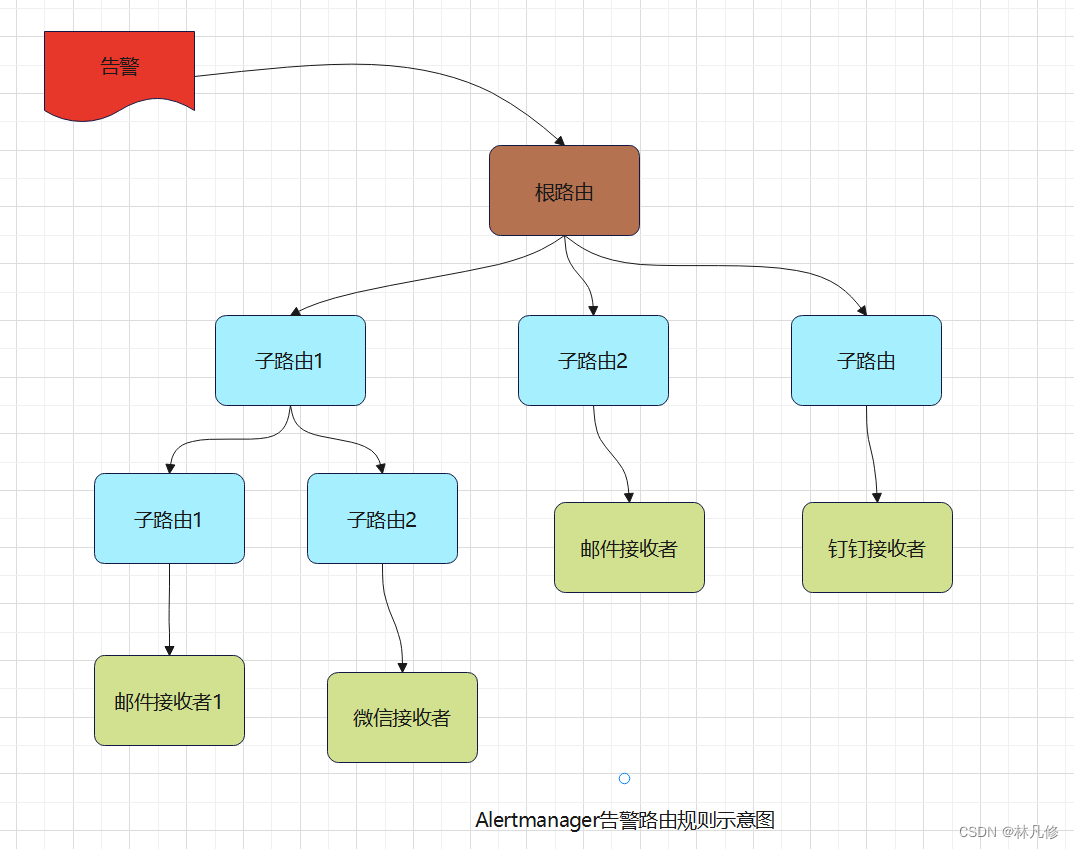 告警
根路由
子路由1
子路由2
子路由
子路由1
子路由2
邮件接收者
钉钉接收者
邮件接收者1
微信接收者
Alertmanager告警路由规则示意图
CSDN @林凡修